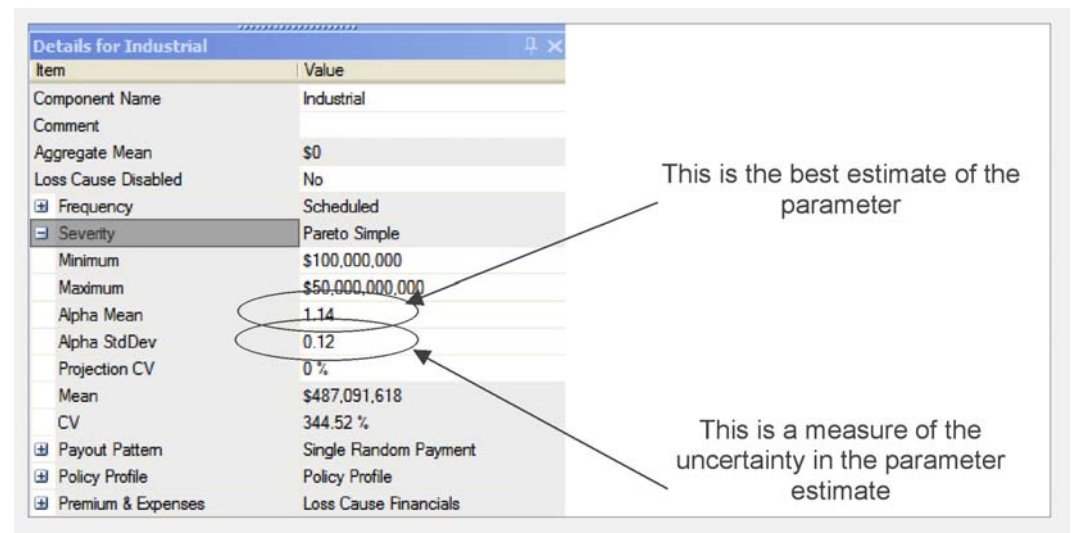 Details for Industrial
Item Value
Component Name Industrial
Comment
Aggregate Mean $0
Loss Cause Disabled No
Frequency Scheduled
Severity Pareto Simple
Minimum $100,000,000
Maximum $50,000,000,000
Alpha Mean 1.14
Alpha StdDev 0.12
Projection CV 0 %
Mean $487,091,618
CV 344.52 %
Payout Pattern Single Random Payment
Policy Profile Policy Profile
Premium & Expenses Loss Cause Financials
This is the best estimate of the
parameter
This is a measure of the
uncertainty in the parameter
estimate